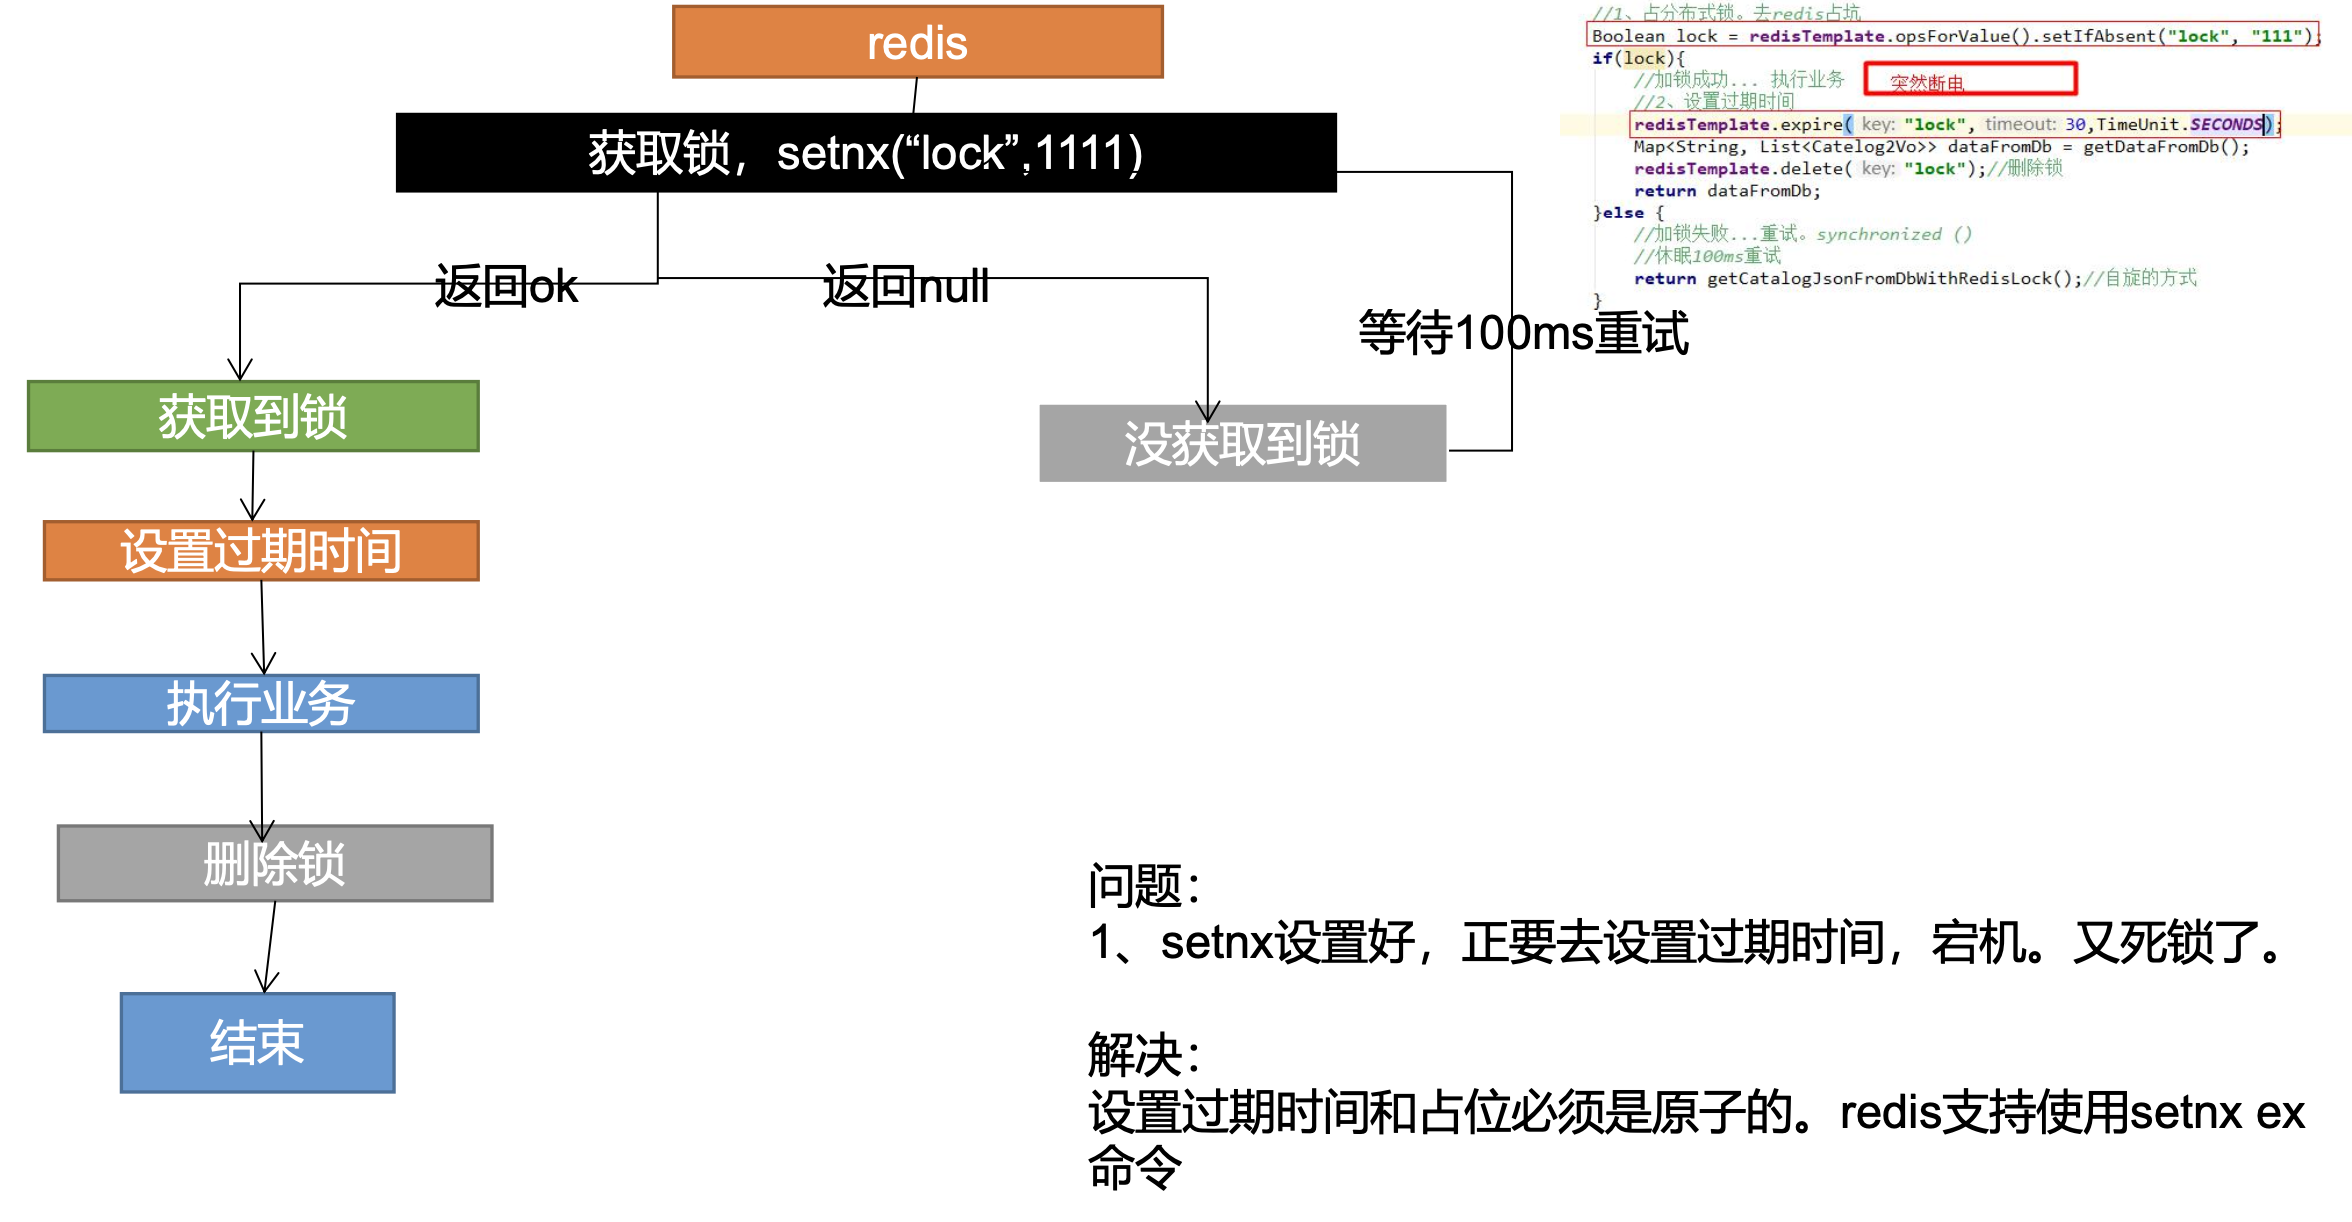 redis
获取锁，setnx(“lock”,1111)
返回ok
返回null
等待100ms重试
获取到锁
没获取到锁
设置过期时间
执行业务
删除锁
结束
//1、占分布式锁。去redis占坑
Boolean lock = redisTemplate.opsForValue().setIfAbsent("lock", "111");
if(lock){
//加锁成功... 执行业务
突然断电
//2、设置过期时间
redisTemplate.expire( key: "lock", timeout: 30,TimeUnit.SECONDS);
Map<String, List<Catelog2Vo>> dataFromDb = getDataFromDb();
redisTemplate.delete( key: "lock");//删除锁
return dataFromDb;
}else {
//加锁失败...重试。synchronized ()
//休眠100ms重试
return getCatalogJsonFromDbWithRedisLock();//自旋的方式
}
问题：
1、setnx设置好，正要去设置过期时间，宕机。又死锁了。
解决：
设置过期时间和占位必须是原子的。redis支持使用setnx ex
命令